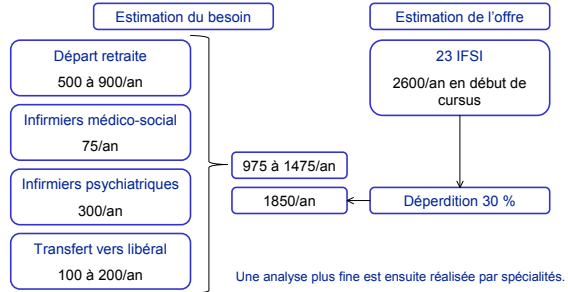 Estimation du besoin
Départ retraite
500 à 900/an
Infirmiers médico-social
75/an
Infirmiers psychiatriques
300/an
Transfert vers libéral
100 à 200/an
975 à 1475/an
1850/an
Estimation de l’offre
23 IFSI
2600/an en début de
cursus
Déperdition 30 %
Une analyse plus fine est ensuite réalisée par spécialités.